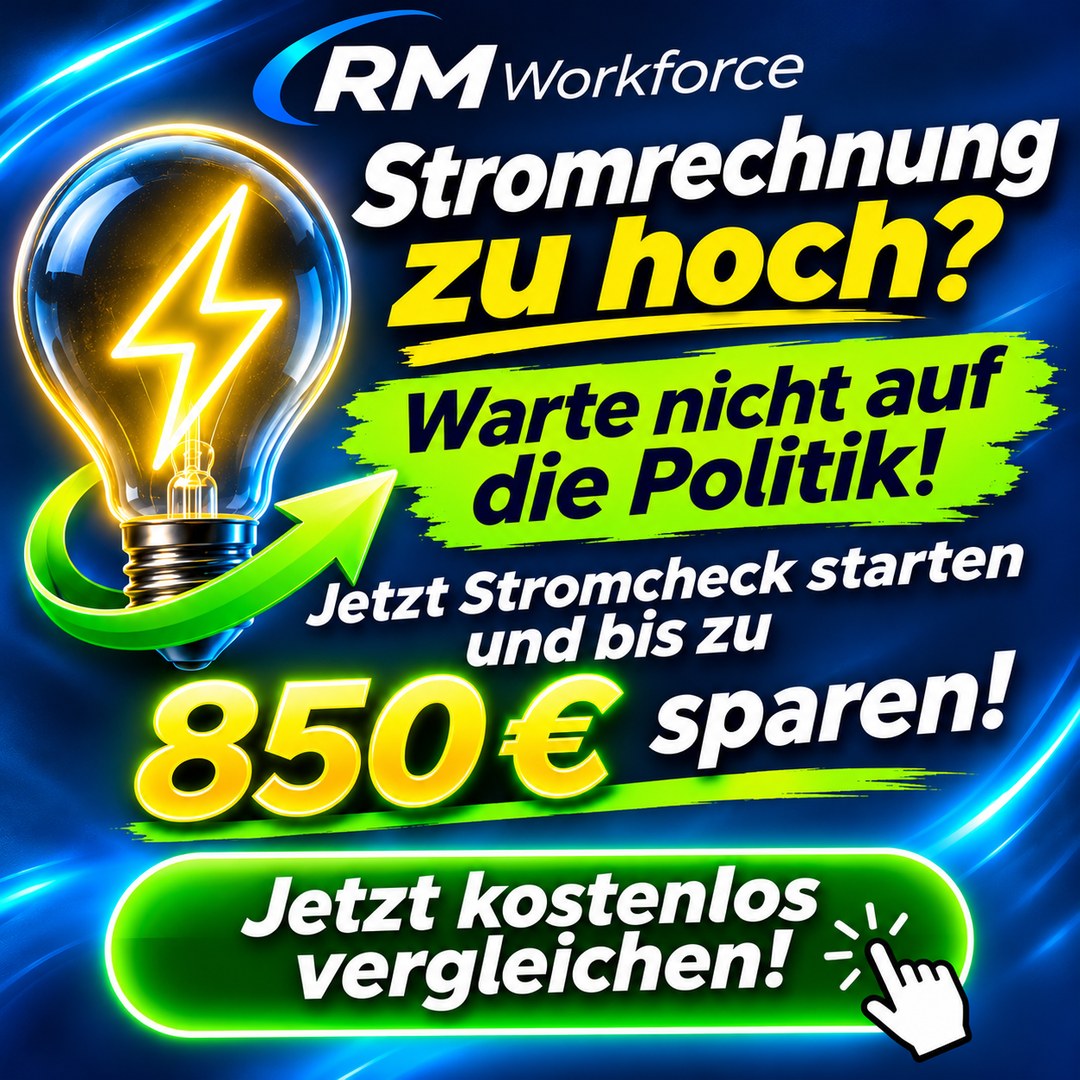 RM Workforce
Stromrechnung
zu hoch?
Warte nicht auf
die Politik!
Jetzt Stromcheck starten
und bis zu
850 € sparen!
Jetzt kostenlos
vergleichen!